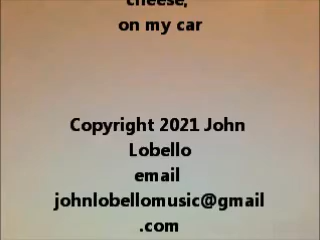 cheese,
on my car
Copyright 2021 John
Lobello
email
johnlobellomusic@gmail
.com